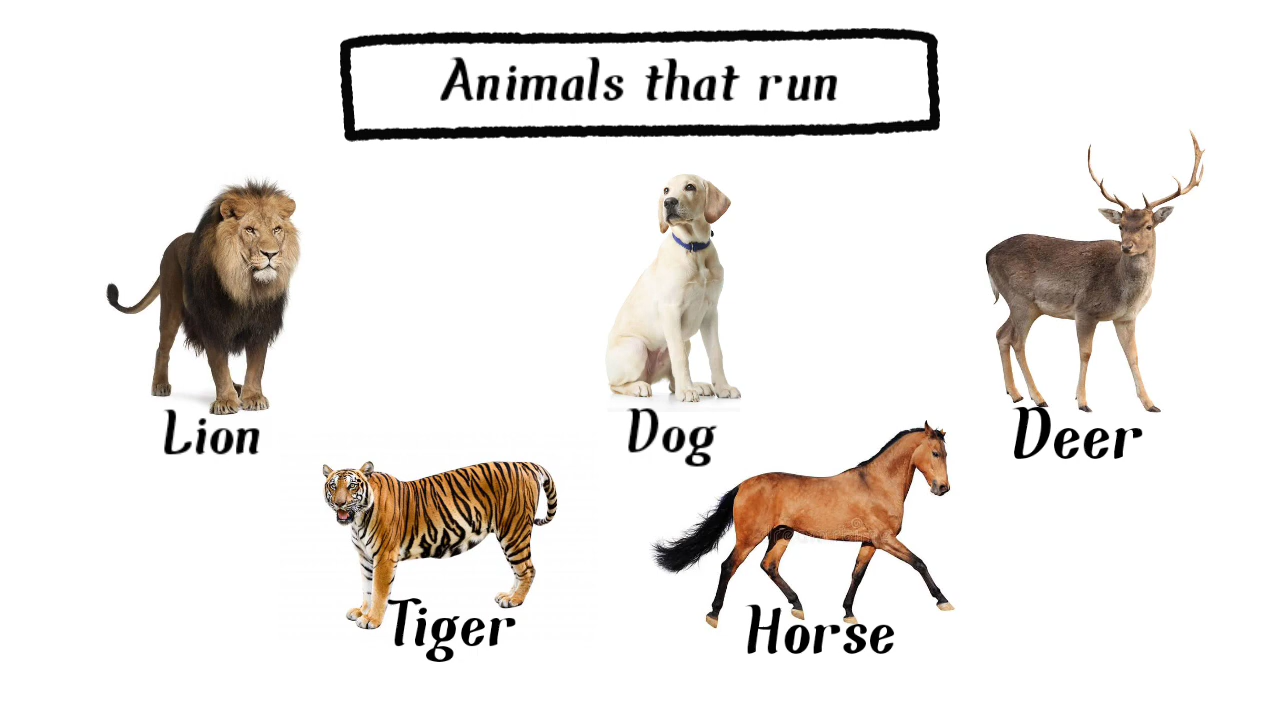 Animals that run
Lion
Dog
Deer
Tiger
Horse